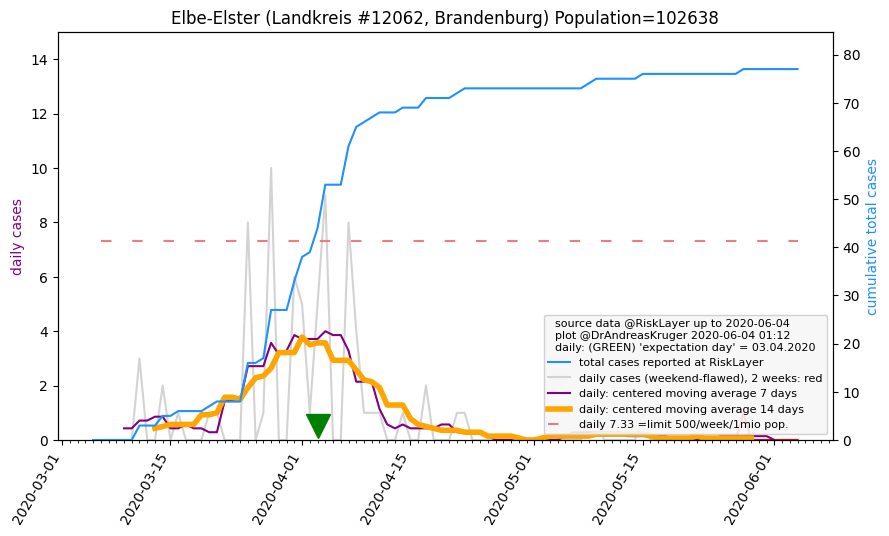 Elbe-Elster (Landkreis #12062, Brandenburg) Population=102638
daily cases
14
12
10
8
6
4
2
0
80
70
60
50
40
30
20
10
0
cumulative total cases
source data @RiskLayer up to 2020-06-04
plot @DrAndreasKruger 2020-06-04 01:12
daily: (GREEN) 'expectation day' = 03.04.2020
total cases reported at RiskLayer
daily cases (weekend-flawed), 2 weeks: red
daily: centered moving average 7 days
daily: centered moving average 14 days
daily 7.33 =limit 500/week/1mio pop.
2020-03-01
2020-03-15
2020-04-01
2020-04-15
2020-05-01
2020-05-15
2020-06-01